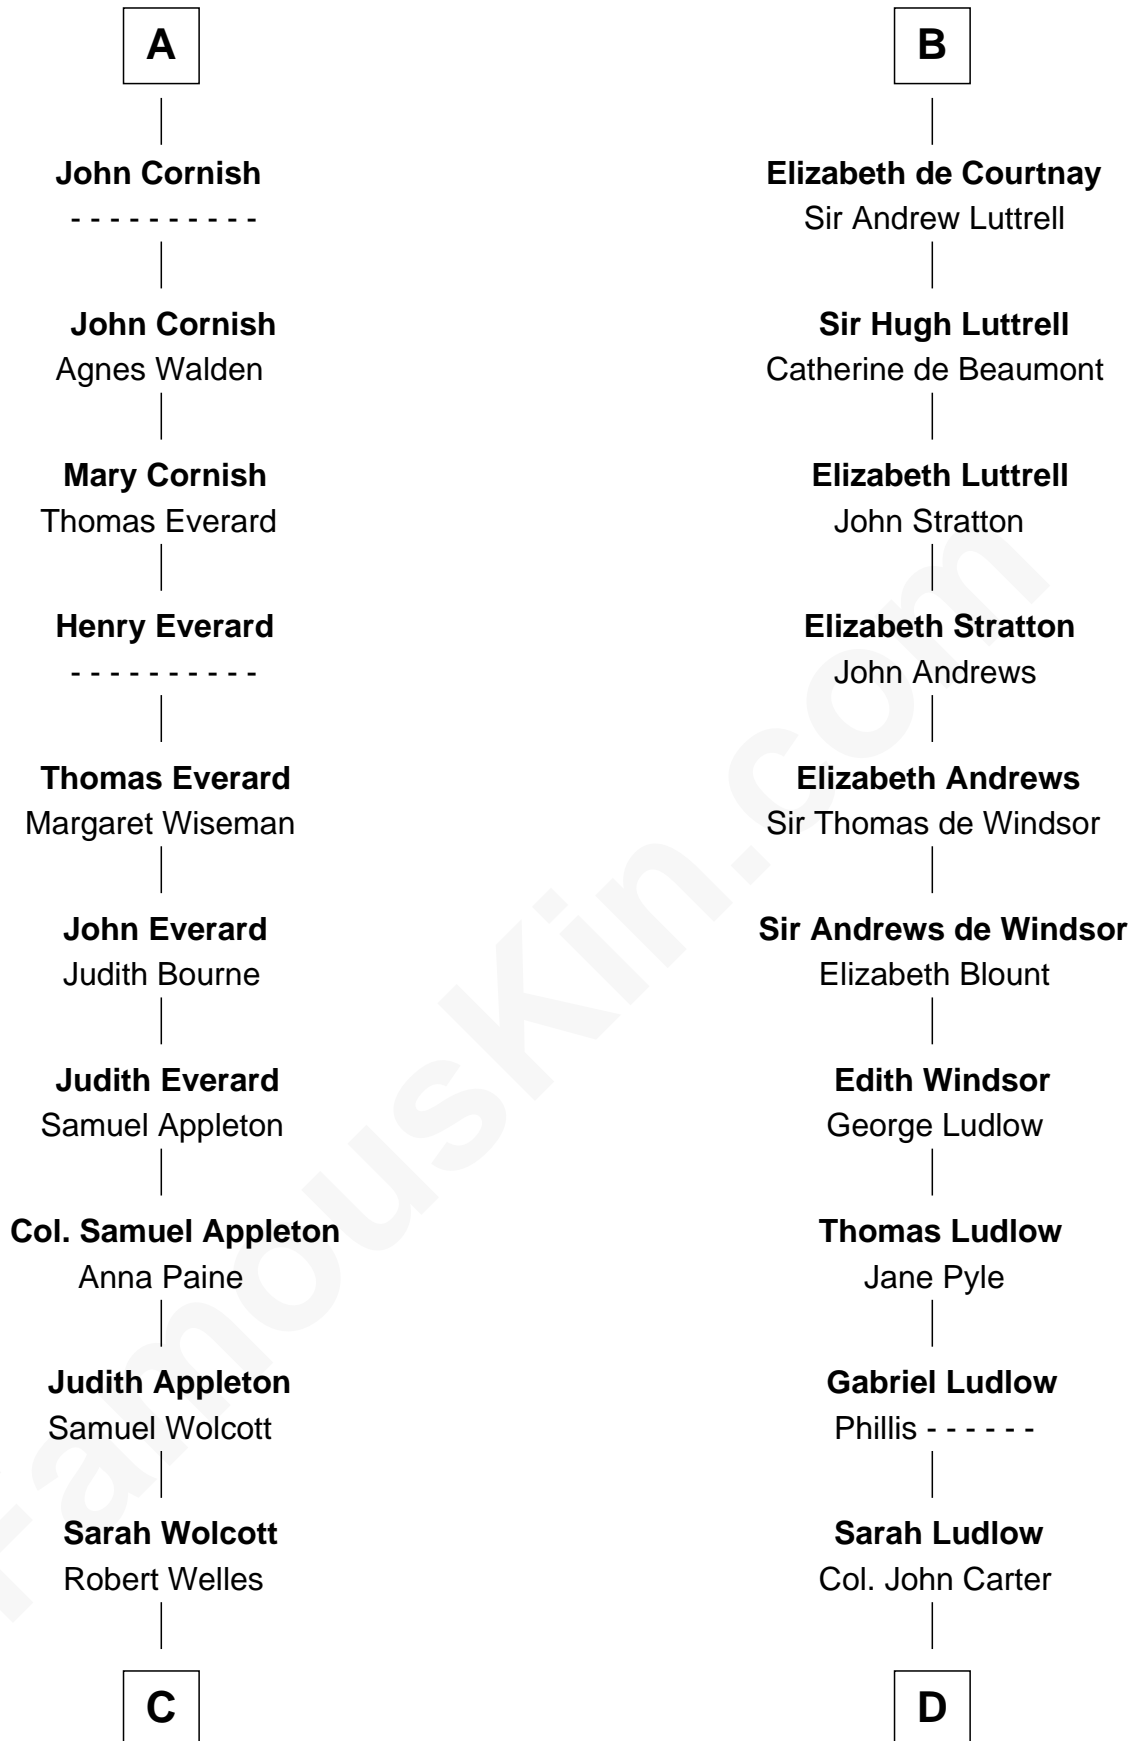 A
John Cornish
- - - - - - - - - -
John Cornish
Agnes Walden
Mary Cornish
Thomas Everard
Henry Everard
- - - - - - - - - -
Thomas Everard
Margaret Wiseman
John Everard
Judith Bourne
Judith Everard
Samuel Appleton
Col. Samuel Appleton
Anna Paine
Judith Appleton
Samuel Wolcott
Sarah Wolcott
Robert Welles
C
B
Elizabeth de Courtnay
Sir Andrew Luttrell
Sir Hugh Luttrell
Catherine de Beaumont
Elizabeth Luttrell
John Stratton
Elizabeth Stratton
John Andrews
Elizabeth Andrews
Sir Thomas de Windsor
Sir Andrews de Windsor
Elizabeth Blount
Edith Windsor
George Ludlow
Thomas Ludlow
Jane Pyle
Gabriel Ludlow
Phillis - - - - - -
Sarah Ludlow
Col. John Carter
D
FamousKin.com